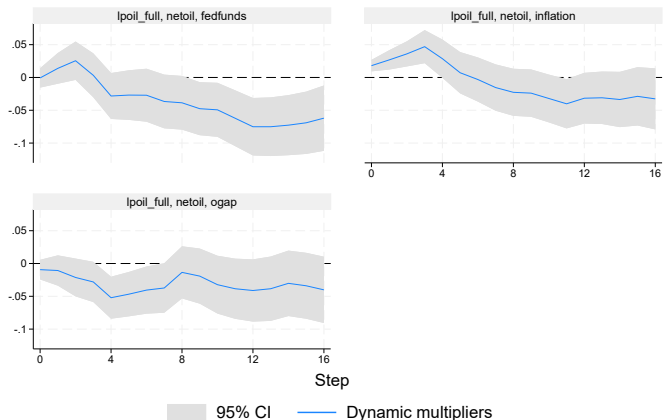 lpoil_full, netoil, fedfunds
lpoil_full, netoil, inflation
.05
0
-.05
-.1
0 4 8 12 16
lpoil_full, netoil, ogap
.05
0
-.05
-.1
0 4 8 12 16
Step
95% CI Dynamic multipliers